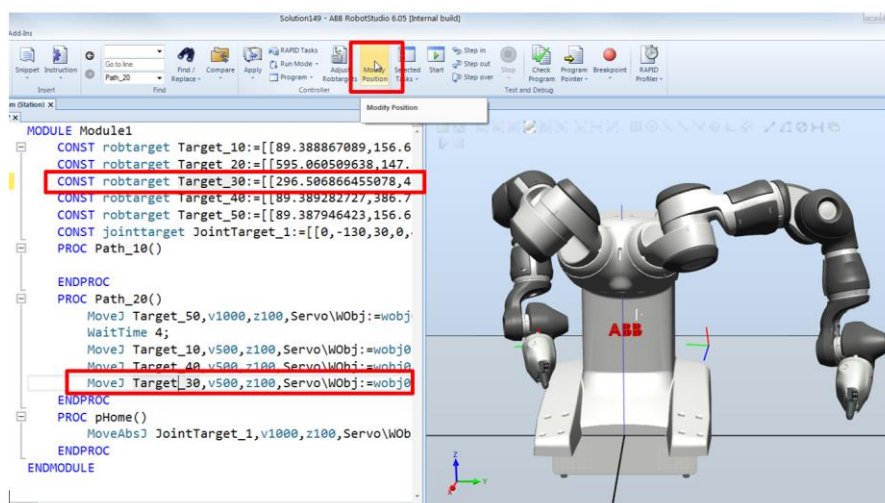 Solution149 - ABB RobotStudio 6.05 (Internal build)
Add-Ins
Snippet Instruction
Insert
Go to line
Path_20
Find / Replace
Find
Compare
Apply
RAPID Tasks
Run Mode
Program
Adjust Robtargets
Modify Position
Selected Tasks
Controller
Start
Step in
Step out
Step over
Stop
Check Program
Program Pointer
Breakpoint
Test and Debug
RAPID Profiler
(Station) X
Modify Position
MODULE Module1
CONST robtarget Target_10:=[[89.388867089,156.6
CONST robtarget Target_20:=[[595.060509638,147.
CONST robtarget Target_30:=[[296.506866455078,4
CONST robtarget Target_40:=[[89.389282727,386.7
CONST robtarget Target_50:=[[89.387946423,156.6
CONST jointtarget JointTarget_1:=[[0,-130,30,0,
PROC Path_10()
ENDPROC
PROC Path_20()
MoveJ Target_50,v1000,z100,Servo\WObj:=wobj
WaitTime 4;
MoveJ Target_10,v500,z100,Servo\WObj:=wobj0
MoveJ Target_40,v500,z100,Servo\WObj:=wobj0
MoveJ Target_30,v500,z100,Servo\WObj:=wobj0
ENDPROC
PROC pHome()
MoveAbsJ JointTarget_1,v1000,z100,Servo\WOb
ENDPROC
ENDMODULE
ABB
Z
Y
X